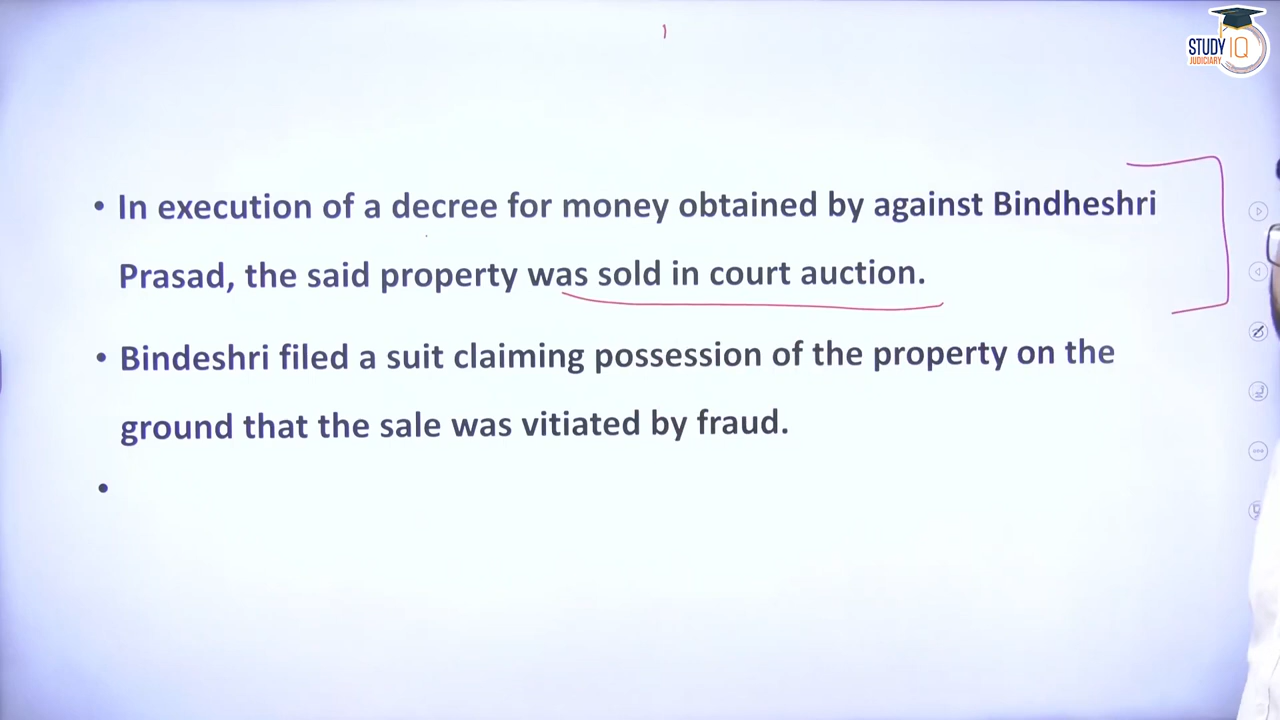 STUDY IQ
JUDICIARY
• In execution of a decree for money obtained by against Bindheshri
Prasad, the said property was sold in court auction.
• Bindeshri filed a suit claiming possession of the property on the
ground that the sale was vitiated by fraud.
•